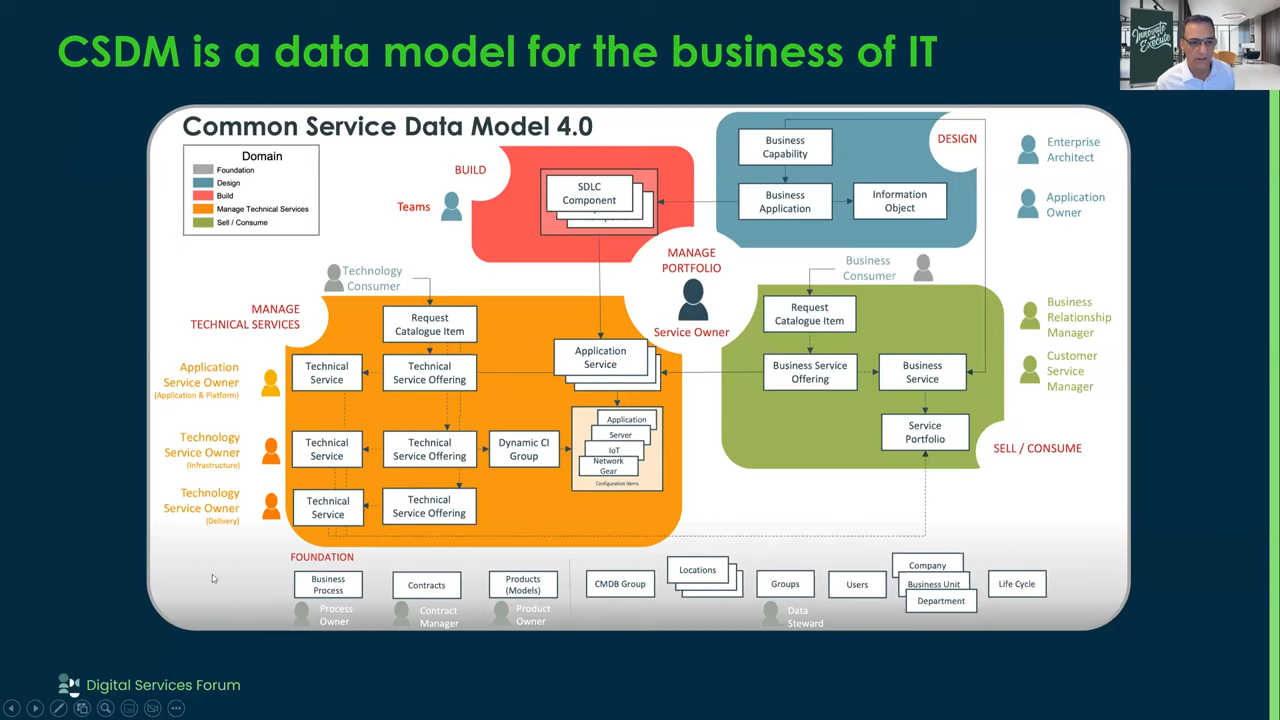 CSDM is a data model for the business of IT
Innovate
and
Execute
Common Service Data Model 4.0
Domain
Foundation
Design
Build
Manage Technical Services
Sell / Consume
BUILD
Teams
SDLC
Component
DESIGN
Business
Capability
Business
Application
Information
Object
Enterprise
Architect
Application
Owner
MANAGE
PORTFOLIO
Service Owner
Technology
Consumer
Business
Consumer
MANAGE
TECHNICAL SERVICES
Request
Catalogue Item
Technical
Service
Technical
Service Offering
Application
Service
Application
Service Owner
(Application & Platform)
Technology
Service Owner
(Infrastructure)
Technical
Service
Technical
Service Offering
Dynamic CI
Group
Application
Server
IoT
Network
Gear
Configuration Items
Technology
Service Owner
(Delivery)
Technical
Service
Technical
Service Offering
Request
Catalogue Item
Business Service
Offering
Business
Service
Service
Portfolio
SELL / CONSUME
Business
Relationship
Manager
Customer
Service
Manager
FOUNDATION
Business
Process
Contracts
Products
(Models)
CMDB Group
Locations
Groups
Users
Company
Business Unit
Department
Life Cycle
Process
Owner
Contract
Manager
Product
Owner
Data
Steward
Digital Services Forum